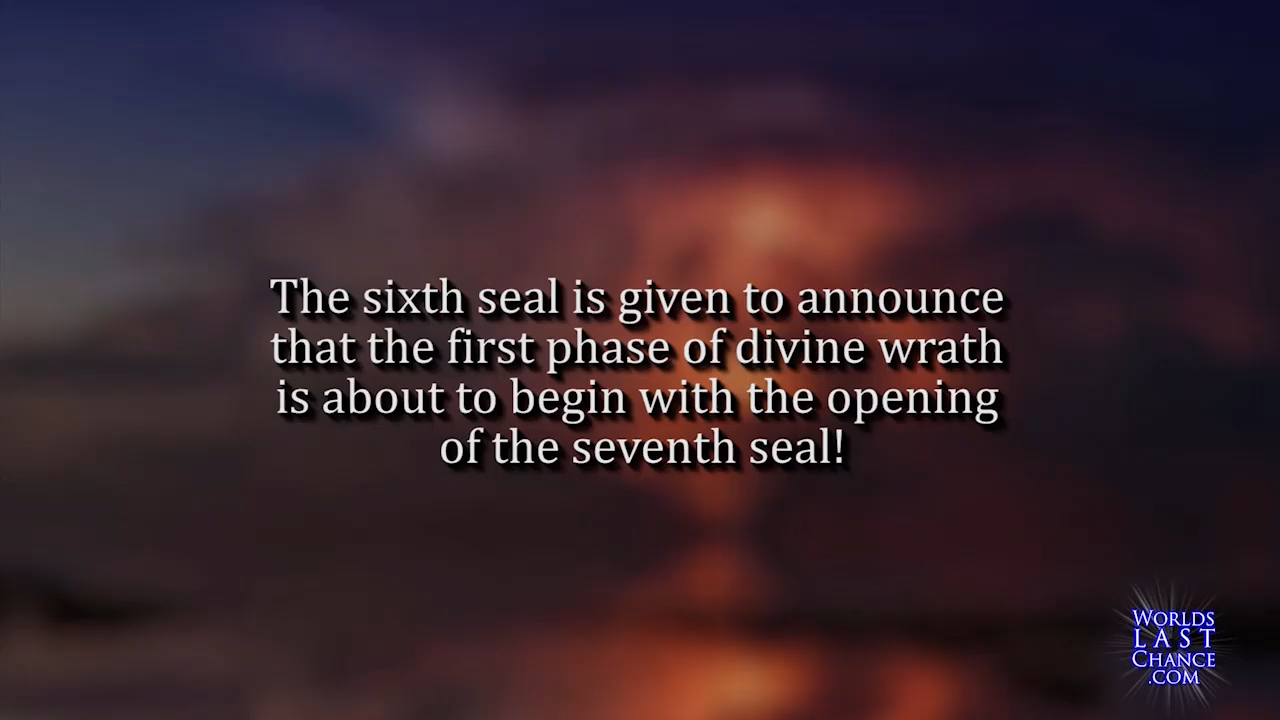 The sixth seal is given to announce
that the first phase of divine wrath
is about to begin with the opening
of the seventh seal!
WORLDS
LAST
CHANCE
.COM